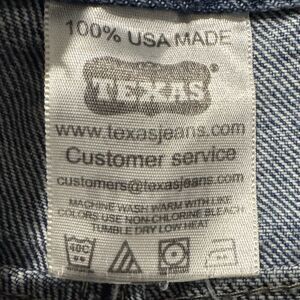 100% USA MADE
TEXAS®
www.texasjeans.com
Customer service
customers@texasjeans.com
MACHINE WASH WARM WITH LIKE
COLORS USE NON-CHLORINE BLEACH
TUMBLE DRY LOW HEAT
40C